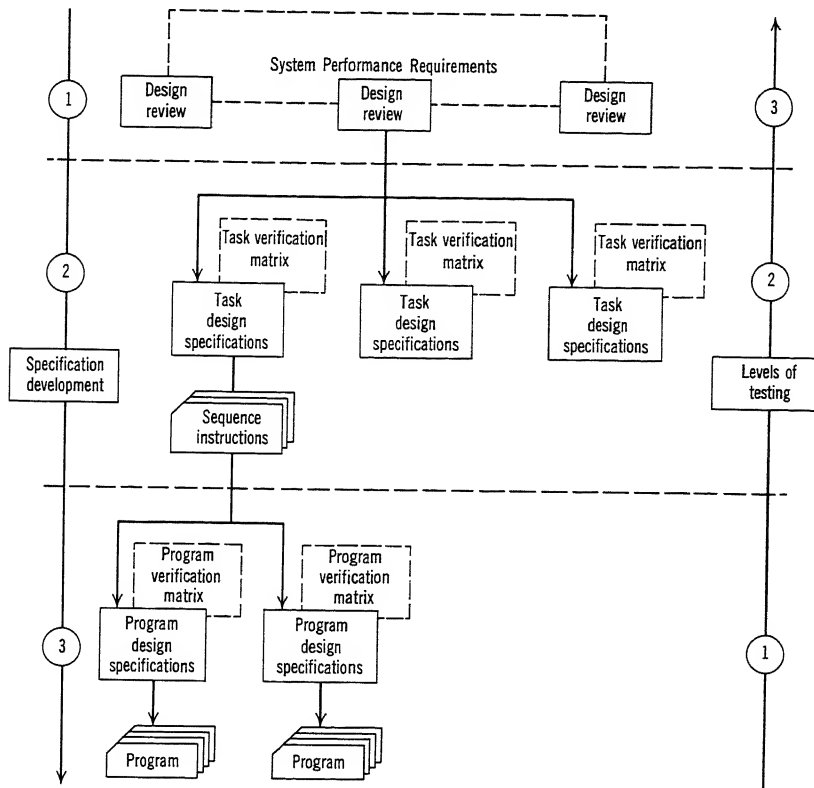 System Performance Requirements
1
Design
review
Design
review
Design
review
3
Task verification
matrix
Task verification
matrix
Task verification
matrix
2
2
Task
design
specifications
Task
design
specifications
Task
design
specifications
Specification
development
Levels of
testing
Sequence
instructions
Program
verification
matrix
Program
verification
matrix
3
Program
design
specifications
Program
design
specifications
1
Program
Program